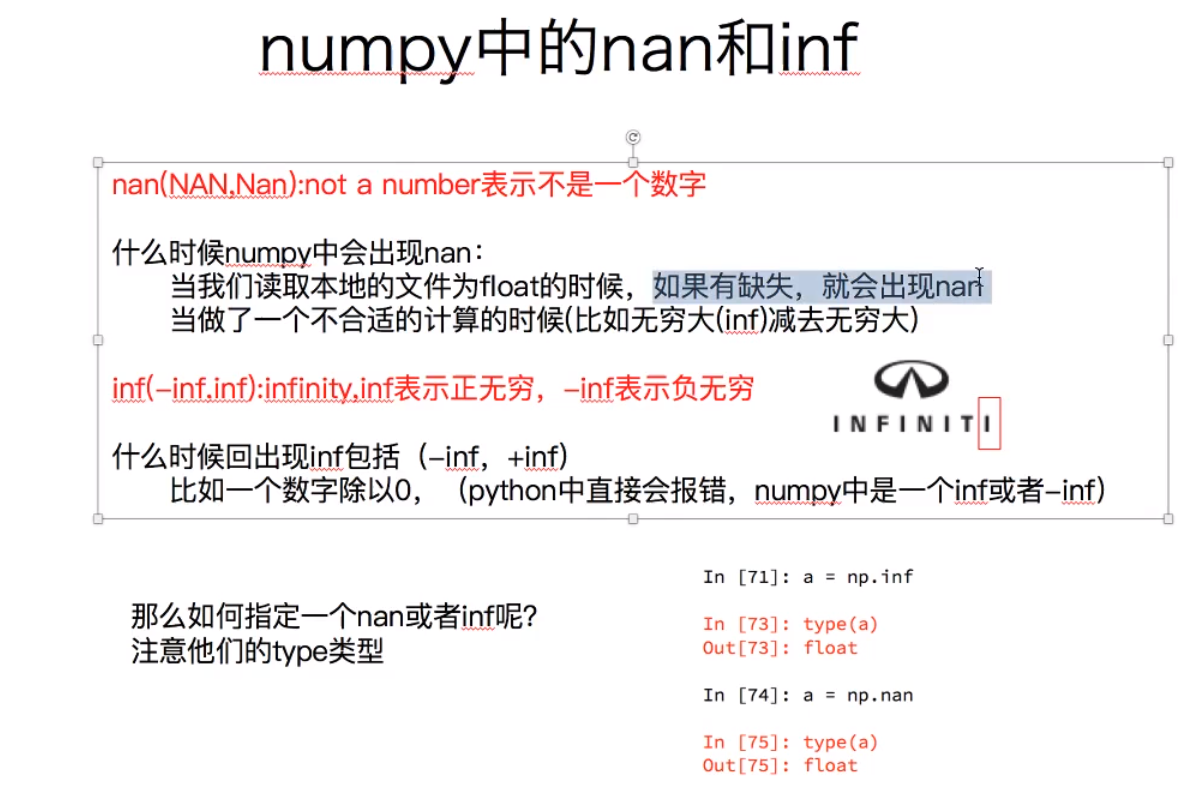 numpy中的nan和inf
nan(NAN,Nan):not a number表示不是一个数字
什么时候numpy中会出现nan：
当我们读取本地的文件为float的时候，如果有缺失，就会出现nan
当做了一个不合适的计算的时候(比如无穷大(inf)减去无穷大)
inf(-inf,inf):infinity,inf表示正无穷，-inf表示负无穷
INFINITI
什么时候回出现inf包括（-inf，+inf）
比如一个数字除以0，（python中直接会报错，numpy中是一个inf或者-inf）
那么如何指定一个nan或者inf呢？
注意他们的type类型
In [71]: a = np.inf
In [73]: type(a)
Out[73]: float
In [74]: a = np.nan
In [75]: type(a)
Out[75]: float